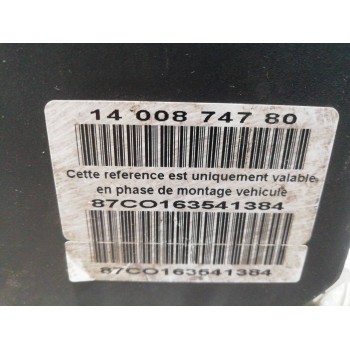 14 008 747 80
Cette reference est uniquement valable
en phase de montage vehicule
87CO163541384
87CO163541384